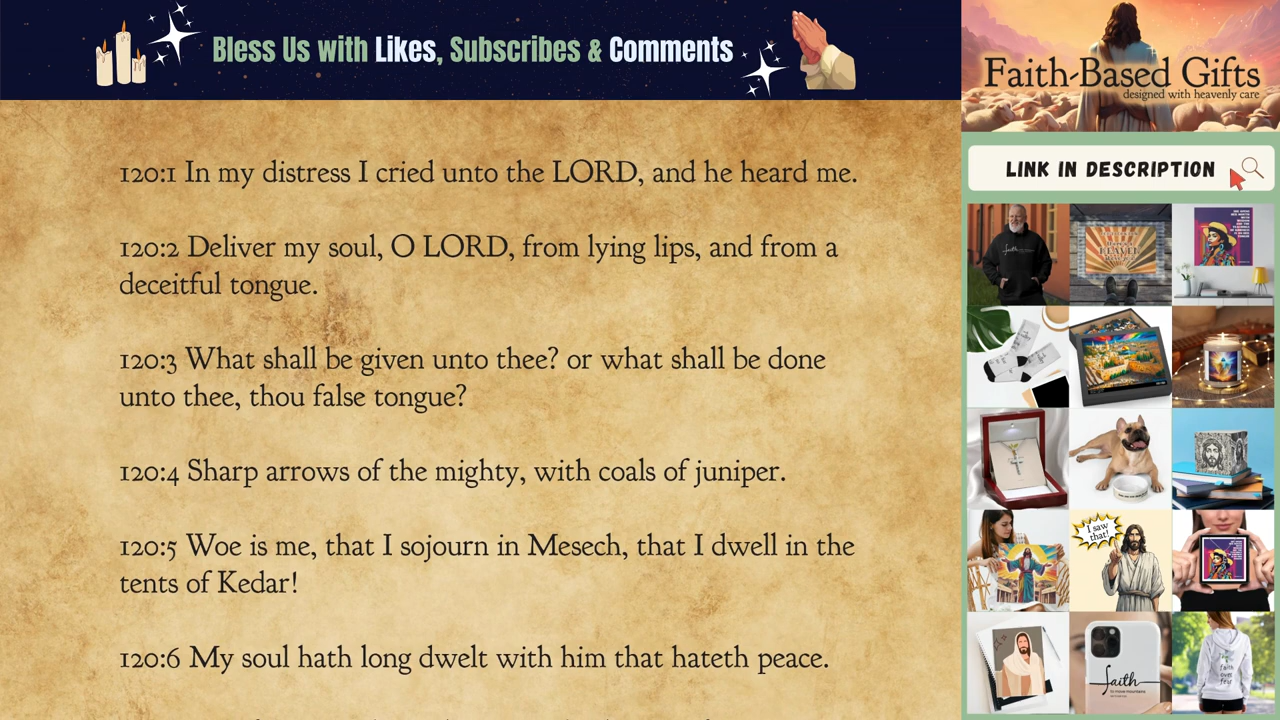 Bless Us with Likes, Subscribes & Comments
Faith-Based Gifts
designed with heavenly care
LINK IN DESCRIPTION
120:1 In my distress I cried unto the LORD, and he heard me.
120:2 Deliver my soul, O LORD, from lying lips, and from a
deceitful tongue.
120:3 What shall be given unto thee? or what shall be done
unto thee, thou false tongue?
120:4 Sharp arrows of the mighty, with coals of juniper.
120:5 Woe is me, that I sojourn in Mesech, that I dwell in the
tents of Kedar!
120:6 My soul hath long dwelt with him that hateth peace.
faith
I saw
that!
faith
faith
over
fear